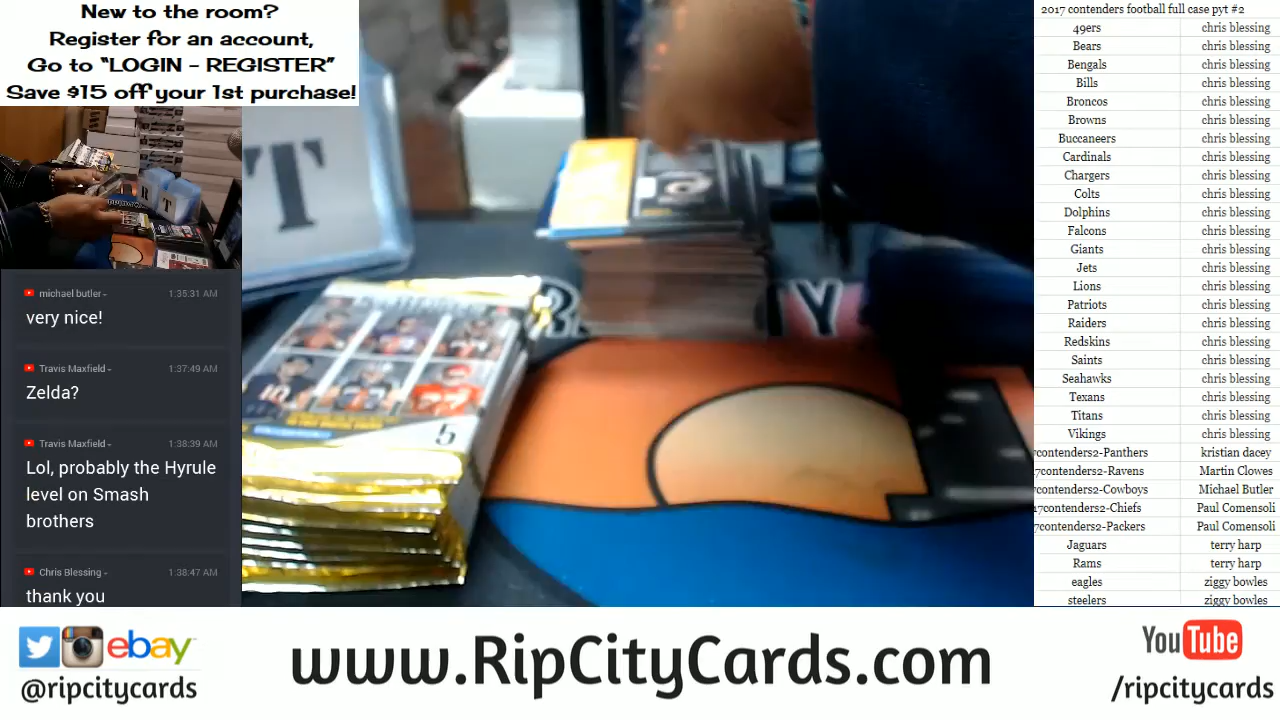 New to the room?
Register for an account,
Go to “LOGIN - REGISTER”
Save $15 off your 1st purchase!
michael butler
1:35:31 AM
very nice!
Travis Maxfield
1:37:49 AM
Zelda?
Travis Maxfield
1:38:39 AM
Lol, probably the Hyrule
level on Smash
brothers
Chris Blessing
1:38:47 AM
thank you
T
R T
5
2017 contenders football full case pyt #2
49ers chris blessing
Bears chris blessing
Bengals chris blessing
Bills chris blessing
Broncos chris blessing
Browns chris blessing
Buccaneers chris blessing
Cardinals chris blessing
Chargers chris blessing
Colts chris blessing
Dolphins chris blessing
Falcons chris blessing
Giants chris blessing
Jets chris blessing
Lions chris blessing
Patriots chris blessing
Raiders chris blessing
Redskins chris blessing
Saints chris blessing
Seahawks chris blessing
Texans chris blessing
Titans chris blessing
Vikings chris blessing
7contenders2-Panthers kristian dacey
7contenders2-Ravens Martin Clowes
7contenders2-Cowboys Michael Butler
17contenders2-Chiefs Paul Comensoli
7contenders2-Packers Paul Comensoli
Jaguars terry harp
Rams terry harp
eagles ziggy bowles
steelers ziggy bowles
ebay
@ripcitycards
www.RipCityCards.com
YouTube
/ripcitycards